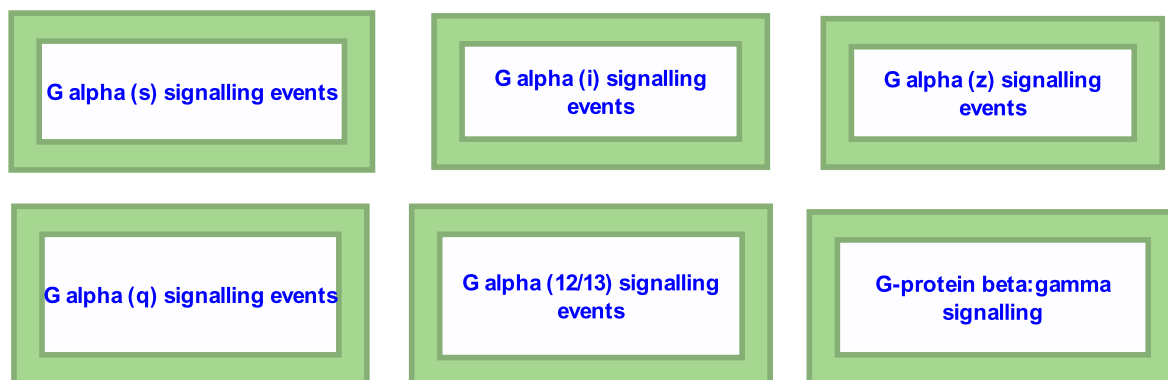 G alpha (s) signalling events
G alpha (i) signalling
events
G alpha (z) signalling
events
G alpha (q) signalling events
G alpha (12/13) signalling
events
G-protein beta:gamma
signalling